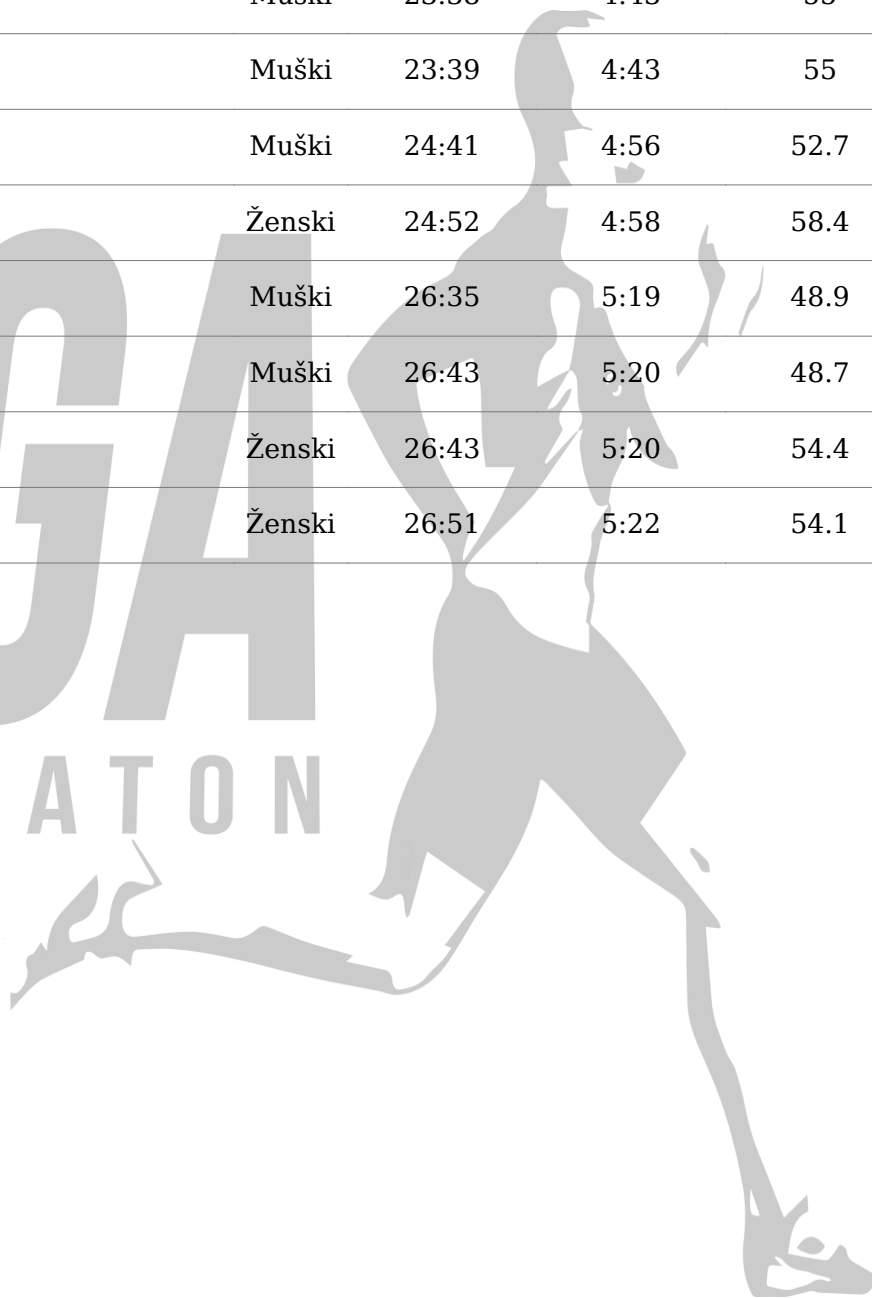 Muški 23:39 4:43 55
Muški 24:41 4:56 52.7
Ženski 24:52 4:58 58.4
Muški 26:35 5:19 48.9
Muški 26:43 5:20 48.7
Ženski 26:43 5:20 54.4
Ženski 26:51 5:22 54.1
GA
ATON